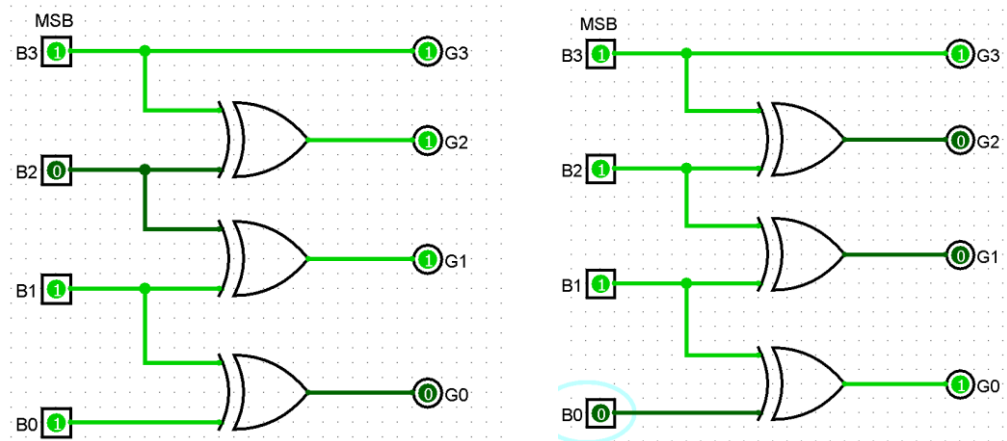 MSB
B3 1 1 G3
1 G2
B2 0
1 G1
B1 1
0 G0
B0 1
MSB
B3 1 1 G3
0 G2
B2 1
0 G1
B1 1
1 G0
B0 0